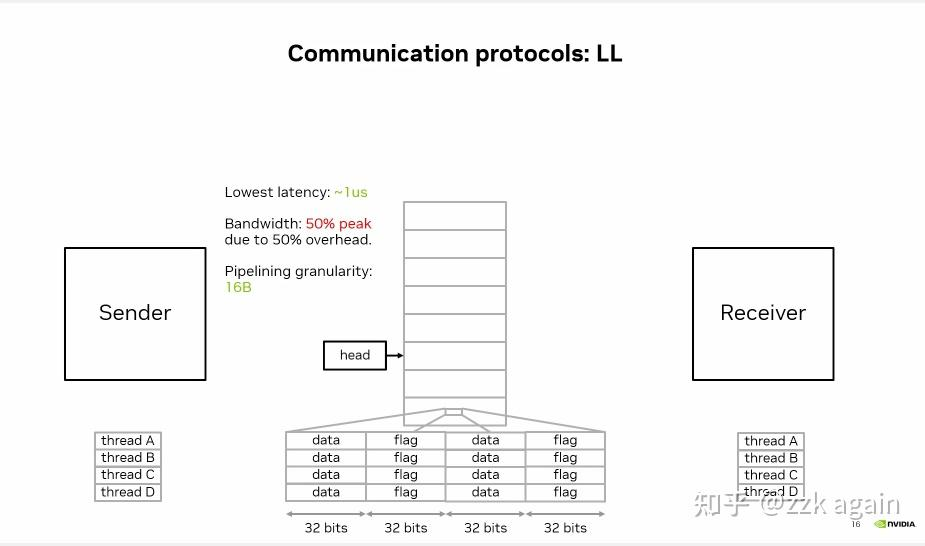 Communication protocols: LL
Lowest latency: ~1us
Bandwidth: 50% peak
due to 50% overhead.
Pipelining granularity:
16B
Sender
head
Receiver
thread A
thread B
thread C
thread D
data flag data flag
data flag data flag
data flag data flag
data flag data flag
32 bits 32 bits 32 bits 32 bits
thread A
thread B
thread C
thread D
知乎 @zzk again
16 NVIDIA.